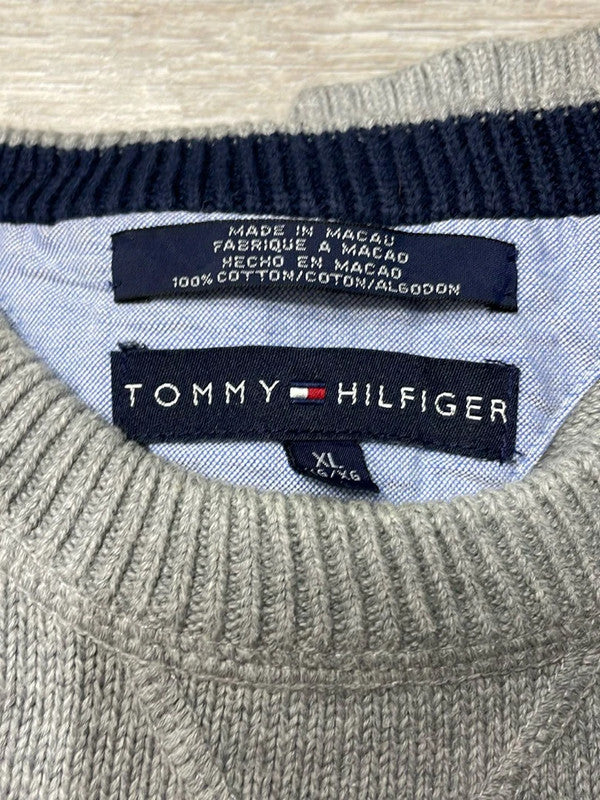 MADE IN MACAU
FABRIQUE A MACAO
HECHO EN MACAO
100% COTTON/COTON/ALGODON
TOMMY HILFIGER
XL